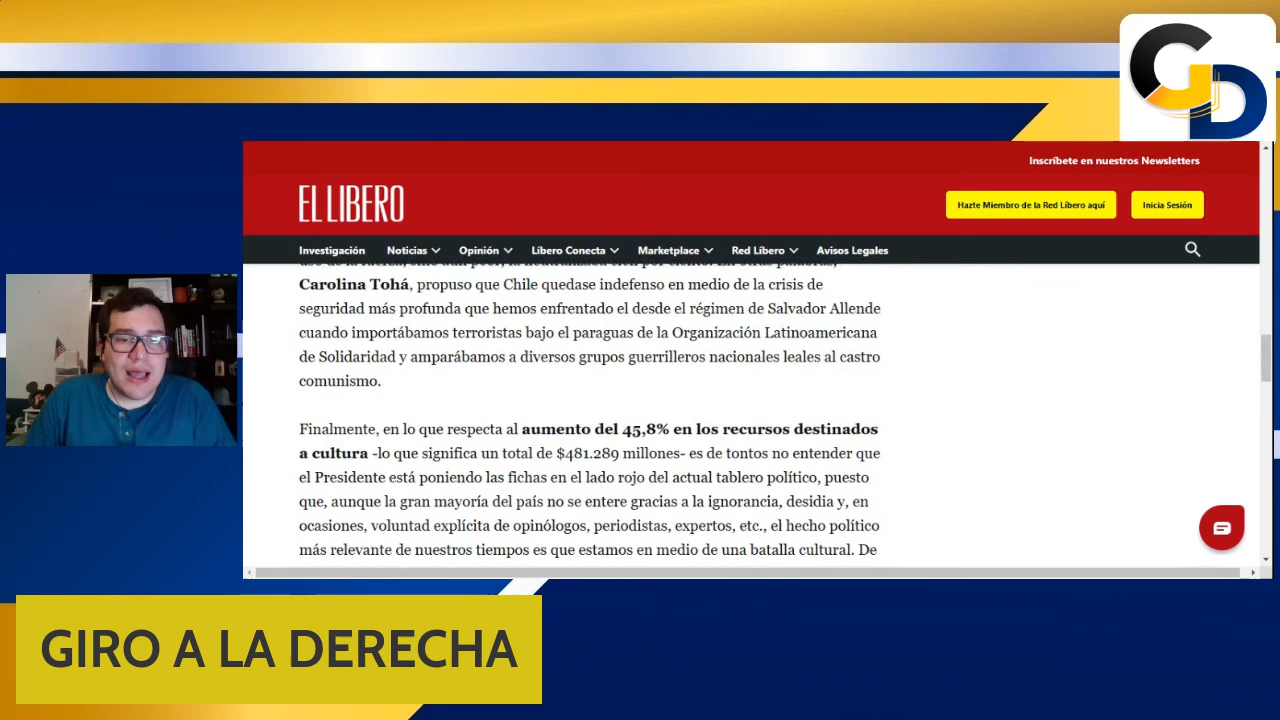 GD
Inscríbete en nuestros Newsletters
EL LIBERO
Hazte Miembro de la Red Líbero aquí
Inicia Sesión
Investigación
Noticias
Opinión
Líbero Conecta
Marketplace
Red Líbero
Avisos Legales
Carolina Tohá, propuso que Chile quedase indefenso en medio de la crisis de
seguridad más profunda que hemos enfrentado el desde el régimen de Salvador Allende
cuando importábamos terroristas bajo el paraguas de la Organización Latinoamericana
de Solidaridad y amparábamos a diversos grupos guerrilleros nacionales leales al castro
comunismo.
Finalmente, en lo que respecta al aumento del 45,8% en los recursos destinados
a cultura -lo que significa un total de $481.289 millones- es de tontos no entender que
el Presidente está poniendo las fichas en el lado rojo del actual tablero político, puesto
que, aunque la gran mayoría del país no se entere gracias a la ignorancia, desidia y, en
ocasiones, voluntad explícita de opinólogos, periodistas, expertos, etc., el hecho político
más relevante de nuestros tiempos es que estamos en medio de una batalla cultural. De
GIRO A LA DERECHA